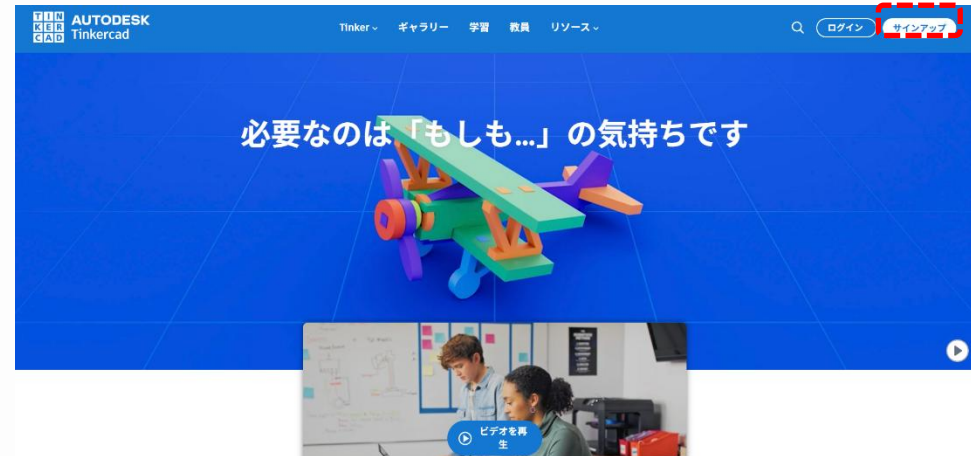 TIN
KER
CAD
AUTODESK
Tinkercad
Tinker
ギャラリー
学習
教員
リソース
ログイン
サインアップ
必要なのは「もしも...」の気持ちです
ビデオを再
生